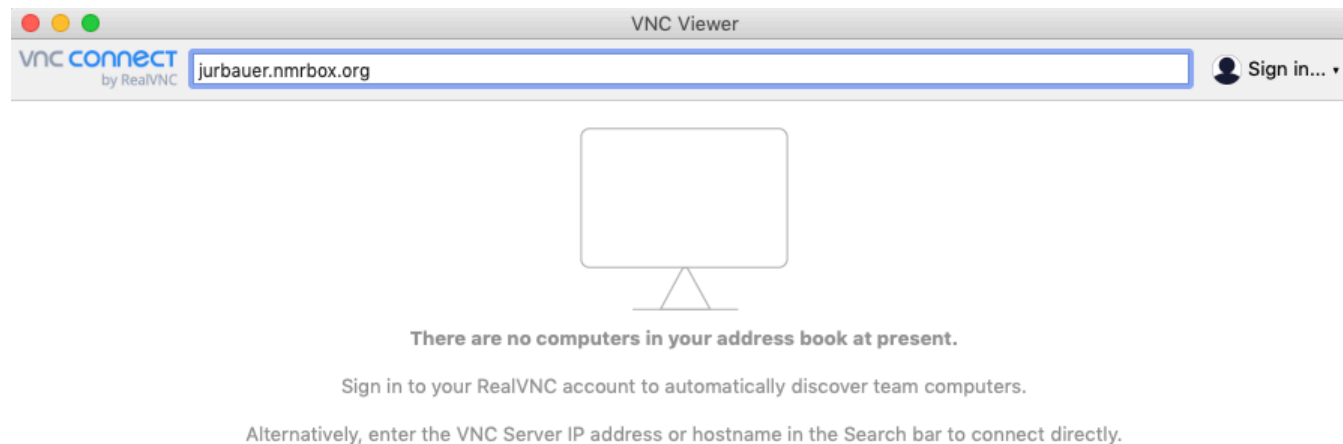 VNC Viewer
vnc connect
by RealVNC
jurbauer.nmrbox.org
Sign in...
There are no computers in your address book at present.
Sign in to your RealVNC account to automatically discover team computers.
Alternatively, enter the VNC Server IP address or hostname in the Search bar to connect directly.